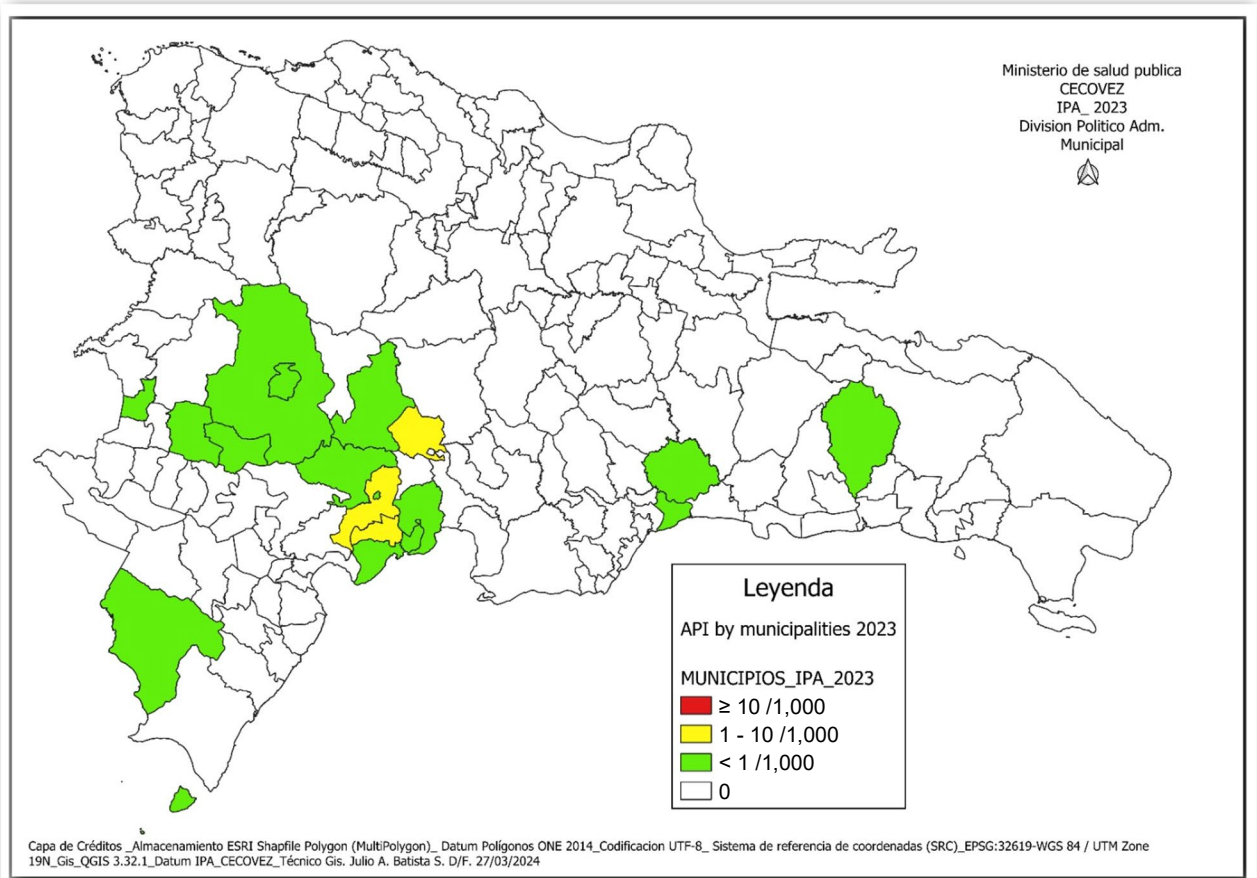 Ministerio de salud publica
CECOVEZ
IPA_ 2023
Division Politico Adm.
Municipal
Leyenda
API by municipalities 2023
MUNICIPIOS_IPA_2023
≥ 10 /1,000
1 - 10 /1,000
< 1 /1,000
0
Capa de Créditos _Almacenamiento ESRI Shapfile Polygon (MultiPolygon)_ Datum Polígonos ONE 2014_Codificacion UTF-8_ Sistema de referencia de coordenadas (SRC)_EPSG:32619-WGS 84 / UTM Zone
19N_Gis_QGIS 3.32.1_Datum IPA_CECOVEZ_Técnico Gis. Julio A. Batista S. D/F. 27/03/2024